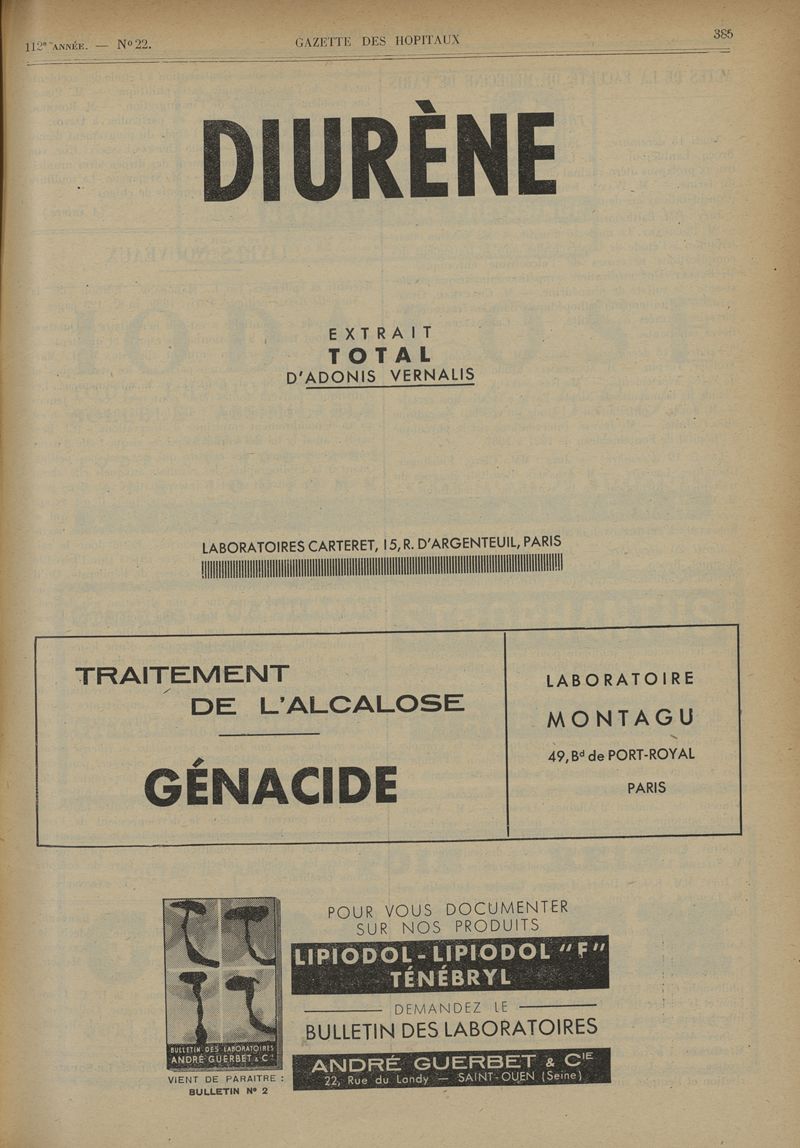 112e ANNÉE. — No 22.
GAZETTE DES HOPITAUX
385
DIURÈNE
EXTRAIT
TOTAL
D'ADONIS VERNALIS
LABORATOIRES CARTERET, 15, R. D'ARGENTEUIL, PARIS
TRAITEMENT
DE L'ALCALOSE
GÉNACIDE
LABORATOIRE
MONTAGU
49, Bd de PORT-ROYAL
PARIS
BULLETIN DES LABORATOIRES
ANDRÉ GUERBET & Cie
VIENT DE PARAITRE :
BULLETIN No 2
POUR VOUS DOCUMENTER
SUR NOS PRODUITS
LIPIODOL - LIPIODOL "F"
TÉNÉBRYL
DEMANDEZ LE
BULLETIN DES LABORATOIRES
ANDRÉ GUERBET & CIE
22, Rue du Landy — SAINT-OUEN (Seine)